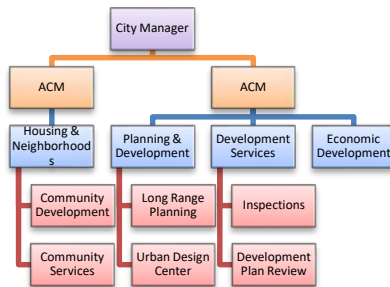 City Manager
ACM
ACM
Housing &
Neighborhood
s
Planning &
Development
Development
Services
Economic
Development
Community
Development
Long Range
Planning
Inspections
Community
Services
Urban Design
Center
Development
Plan Review